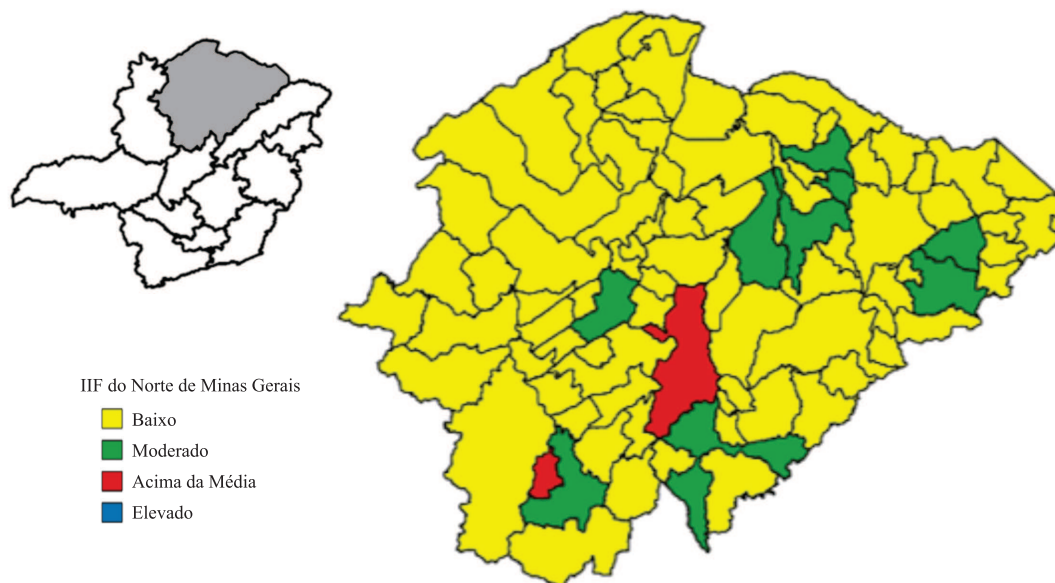 IIF do Norte de Minas Gerais
Baixo
Moderado
Acima da Média
Elevado